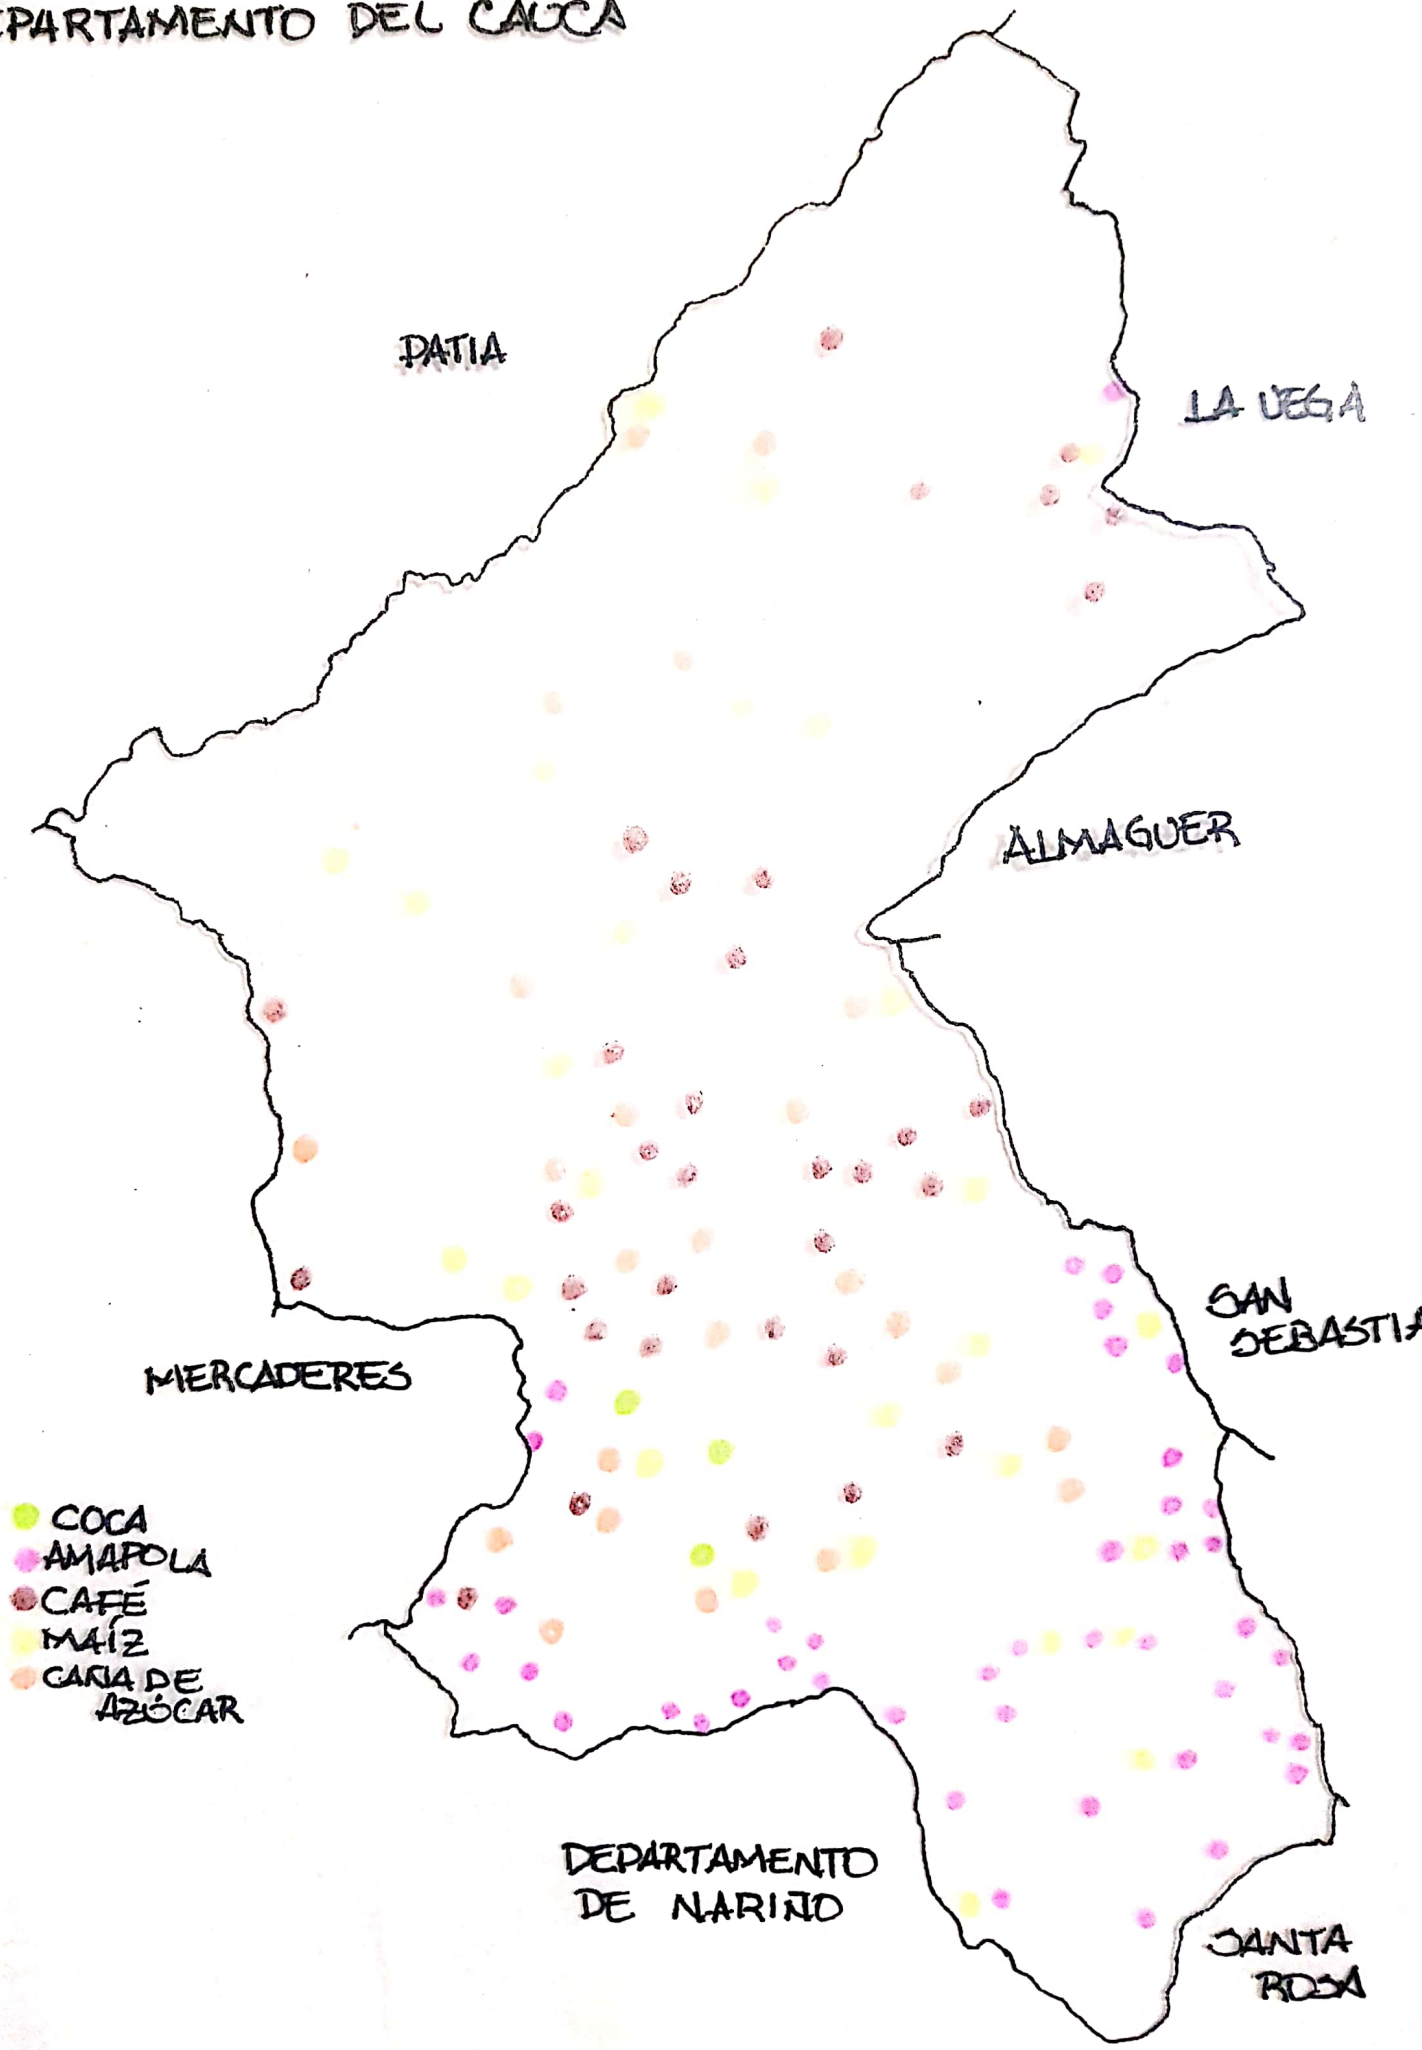 EPARTAMENTO DEL CAUCA
PATIA
LA VEGA
ALMAGUER
SAN
SEBASTIA
MERCADERES
COCA
AMAPOLA
CAFÉ
MAÍZ
CAÑA DE
AZÚCAR
DEPARTAMENTO
DE NARIÑO
SANTA
ROSA